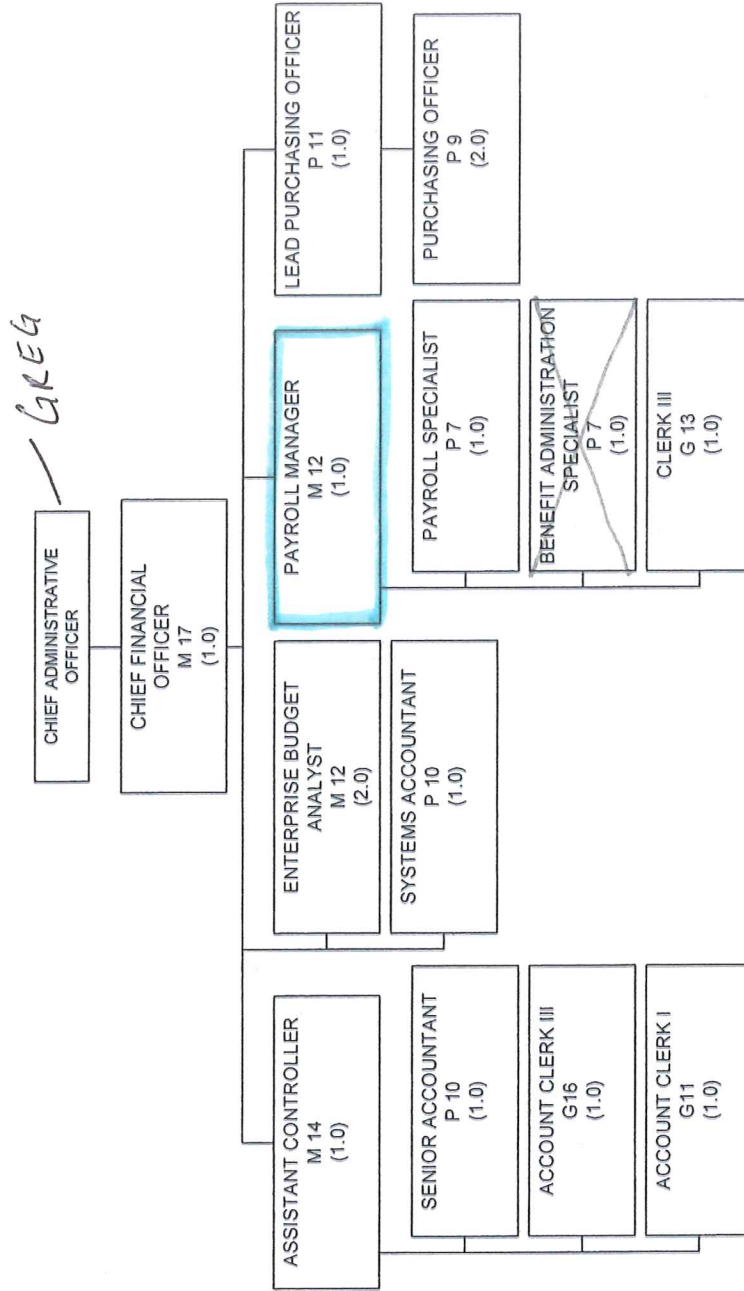 GREG
CHIEF ADMINISTRATIVE
OFFICER
CHIEF FINANCIAL
OFFICER
M 17
(1.0)
ASSISTANT CONTROLLER
M 14
(1.0)
SENIOR ACCOUNTANT
P 10
(1.0)
ACCOUNT CLERK III
G16
(1.0)
ACCOUNT CLERK I
G11
(1.0)
ENTERPRISE BUDGET
ANALYST
M 12
(2.0)
SYSTEMS ACCOUNTANT
P 10
(1.0)
PAYROLL MANAGER
M 12
(1.0)
PAYROLL SPECIALIST
P 7
(1.0)
BENEFIT ADMINISTRATION
SPECIALIST
P 7
(1.0)
CLERK III
G 13
(1.0)
LEAD PURCHASING OFFICER
P 11
(1.0)
PURCHASING OFFICER
P 9
(2.0)